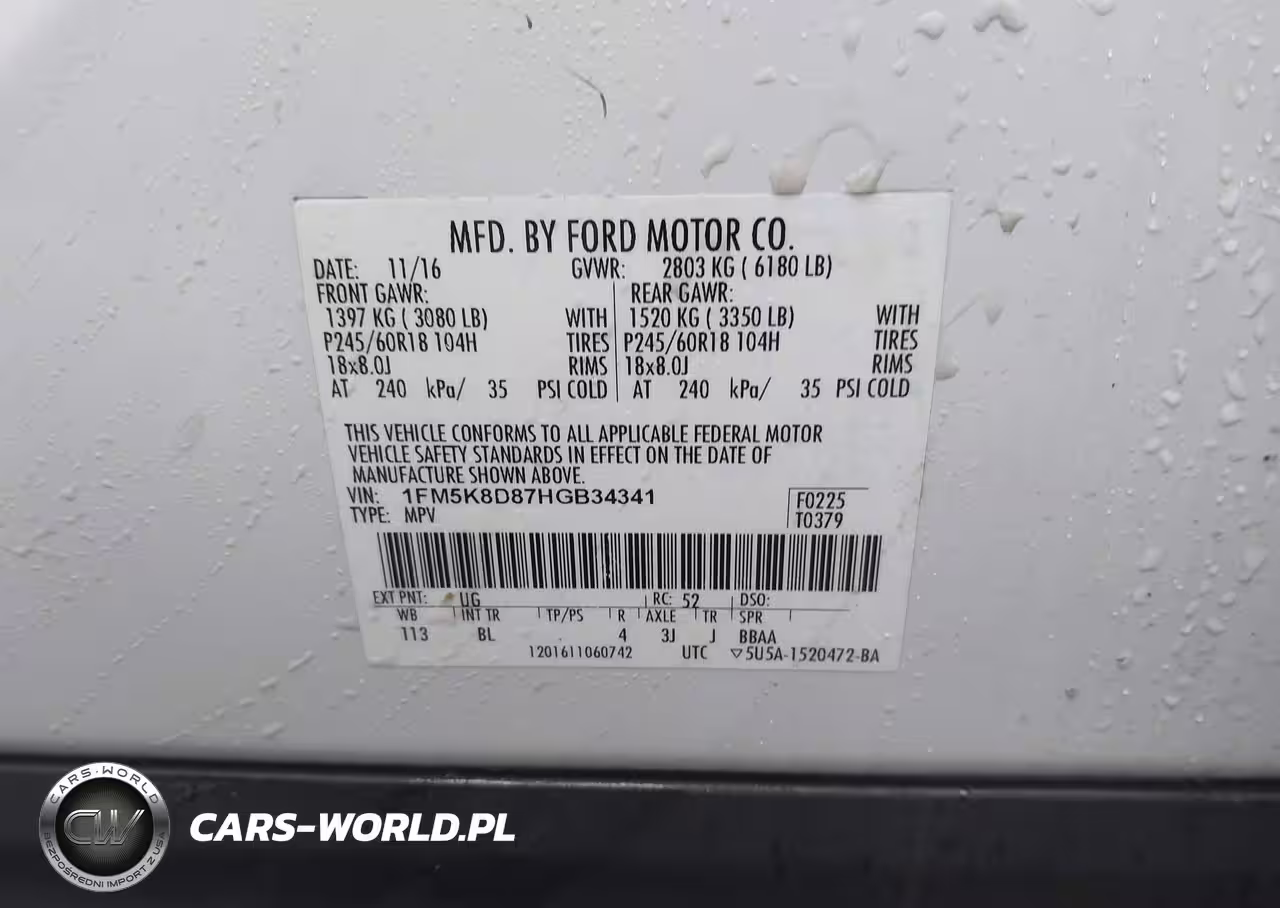 MFD. BY FORD MOTOR CO.
DATE: 11/16 GVWR: 2803 KG ( 6180 LB)
FRONT GAWR: REAR GAWR:
1397 KG ( 3080 LB) WITH 1520 KG ( 3350 LB) WITH
P245/60R18 104H TIRES P245/60R18 104H TIRES
18x8.0J RIMS 18x8.0J RIMS
AT 240 kPa/ 35 PSI COLD AT 240 kPa/ 35 PSI COLD
THIS VEHICLE CONFORMS TO ALL APPLICABLE FEDERAL MOTOR
VEHICLE SAFETY STANDARDS IN EFFECT ON THE DATE OF
MANUFACTURE SHOWN ABOVE.
VIN: 1FM5K8D87HGB34341 F0225
TYPE: MPV T0379
EXT PNT: UG RC: 52 DSO:
WB INT TR TP/PS R AXLE TR SPR
113 BL 4 3J J BBAA
1201611060742 UTC ▽5U5A-1520472-BA
CARS-WORLD
CW
BEZPOŚREDNI IMPORT Z USA
CARS-WORLD.PL